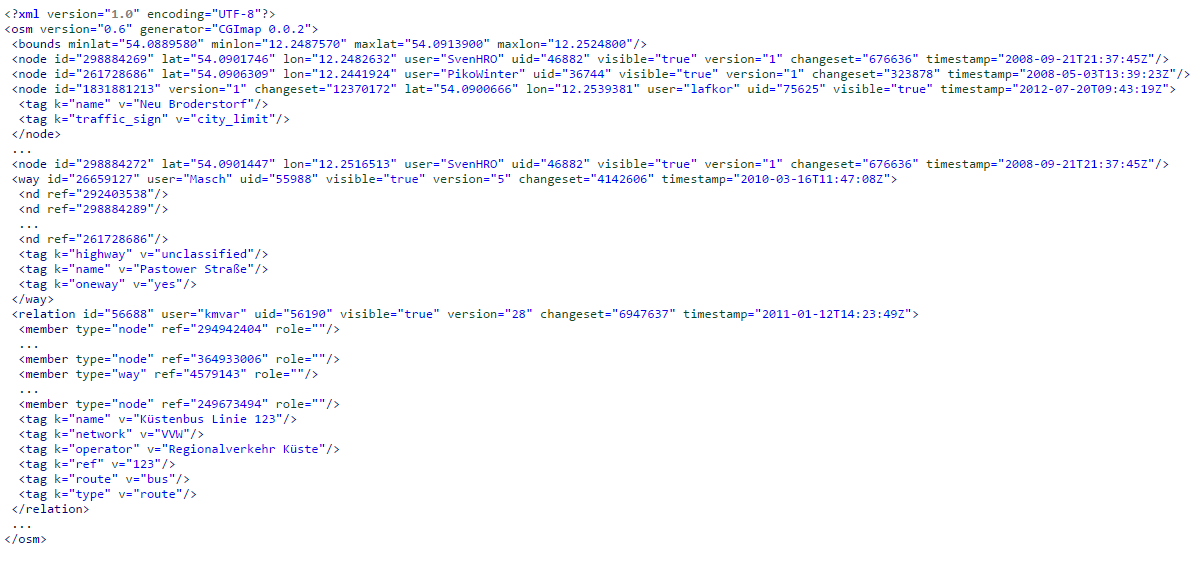 <?xml version="1.0" encoding="UTF-8"?>
<osm version="0.6" generator="CGImap 0.0.2">
 <bounds minlat="54.0889580" minlon="12.2487570" maxlat="54.0913900" maxlon="12.2524800"/>
 <node id="298884269" lat="54.0901746" lon="12.2482632" user="SvenHRO" uid="46882" visible="true" version="1" changeset="676636" timestamp="2008-09-21T21:37:45Z"/>
 <node id="261728686" lat="54.0906309" lon="12.2441924" user="PikoWinter" uid="36744" visible="true" version="1" changeset="323878" timestamp="2008-05-03T13:39:23Z"/>
 <node id="1831881213" version="1" changeset="12370172" lat="54.0900666" lon="12.2539381" user="lafkor" uid="75625" visible="true" timestamp="2012-07-20T09:43:19Z">
  <tag k="name" v="Neu Broderstorf"/>
  <tag k="traffic_sign" v="city_limit"/>
 </node>
 ...
 <node id="298884272" lat="54.0901447" lon="12.2516513" user="SvenHRO" uid="46882" visible="true" version="1" changeset="676636" timestamp="2008-09-21T21:37:45Z"/>
 <way id="26659127" user="Masch" uid="55988" visible="true" version="5" changeset="4142606" timestamp="2010-03-16T11:47:08Z">
  <nd ref="292403538"/>
  <nd ref="298884289"/>
  ...
  <nd ref="261728686"/>
  <tag k="highway" v="unclassified"/>
  <tag k="name" v="Pastower Straße"/>
  <tag k="oneway" v="yes"/>
 </way>
 <relation id="56688" user="kmvar" uid="56190" visible="true" version="28" changeset="6947637" timestamp="2011-01-12T14:23:49Z">
  <member type="node" ref="294942404" role=""/>
  ...
  <member type="node" ref="364933006" role=""/>
  <member type="way" ref="4579143" role=""/>
  ...
  <member type="node" ref="249673494" role=""/>
  <tag k="name" v="Küstenbus Linie 123"/>
  <tag k="network" v="VVW"/>
  <tag k="operator" v="Regionalverkehr Küste"/>
  <tag k="ref" v="123"/>
  <tag k="route" v="bus"/>
  <tag k="type" v="route"/>
 </relation>
 ...
</osm>